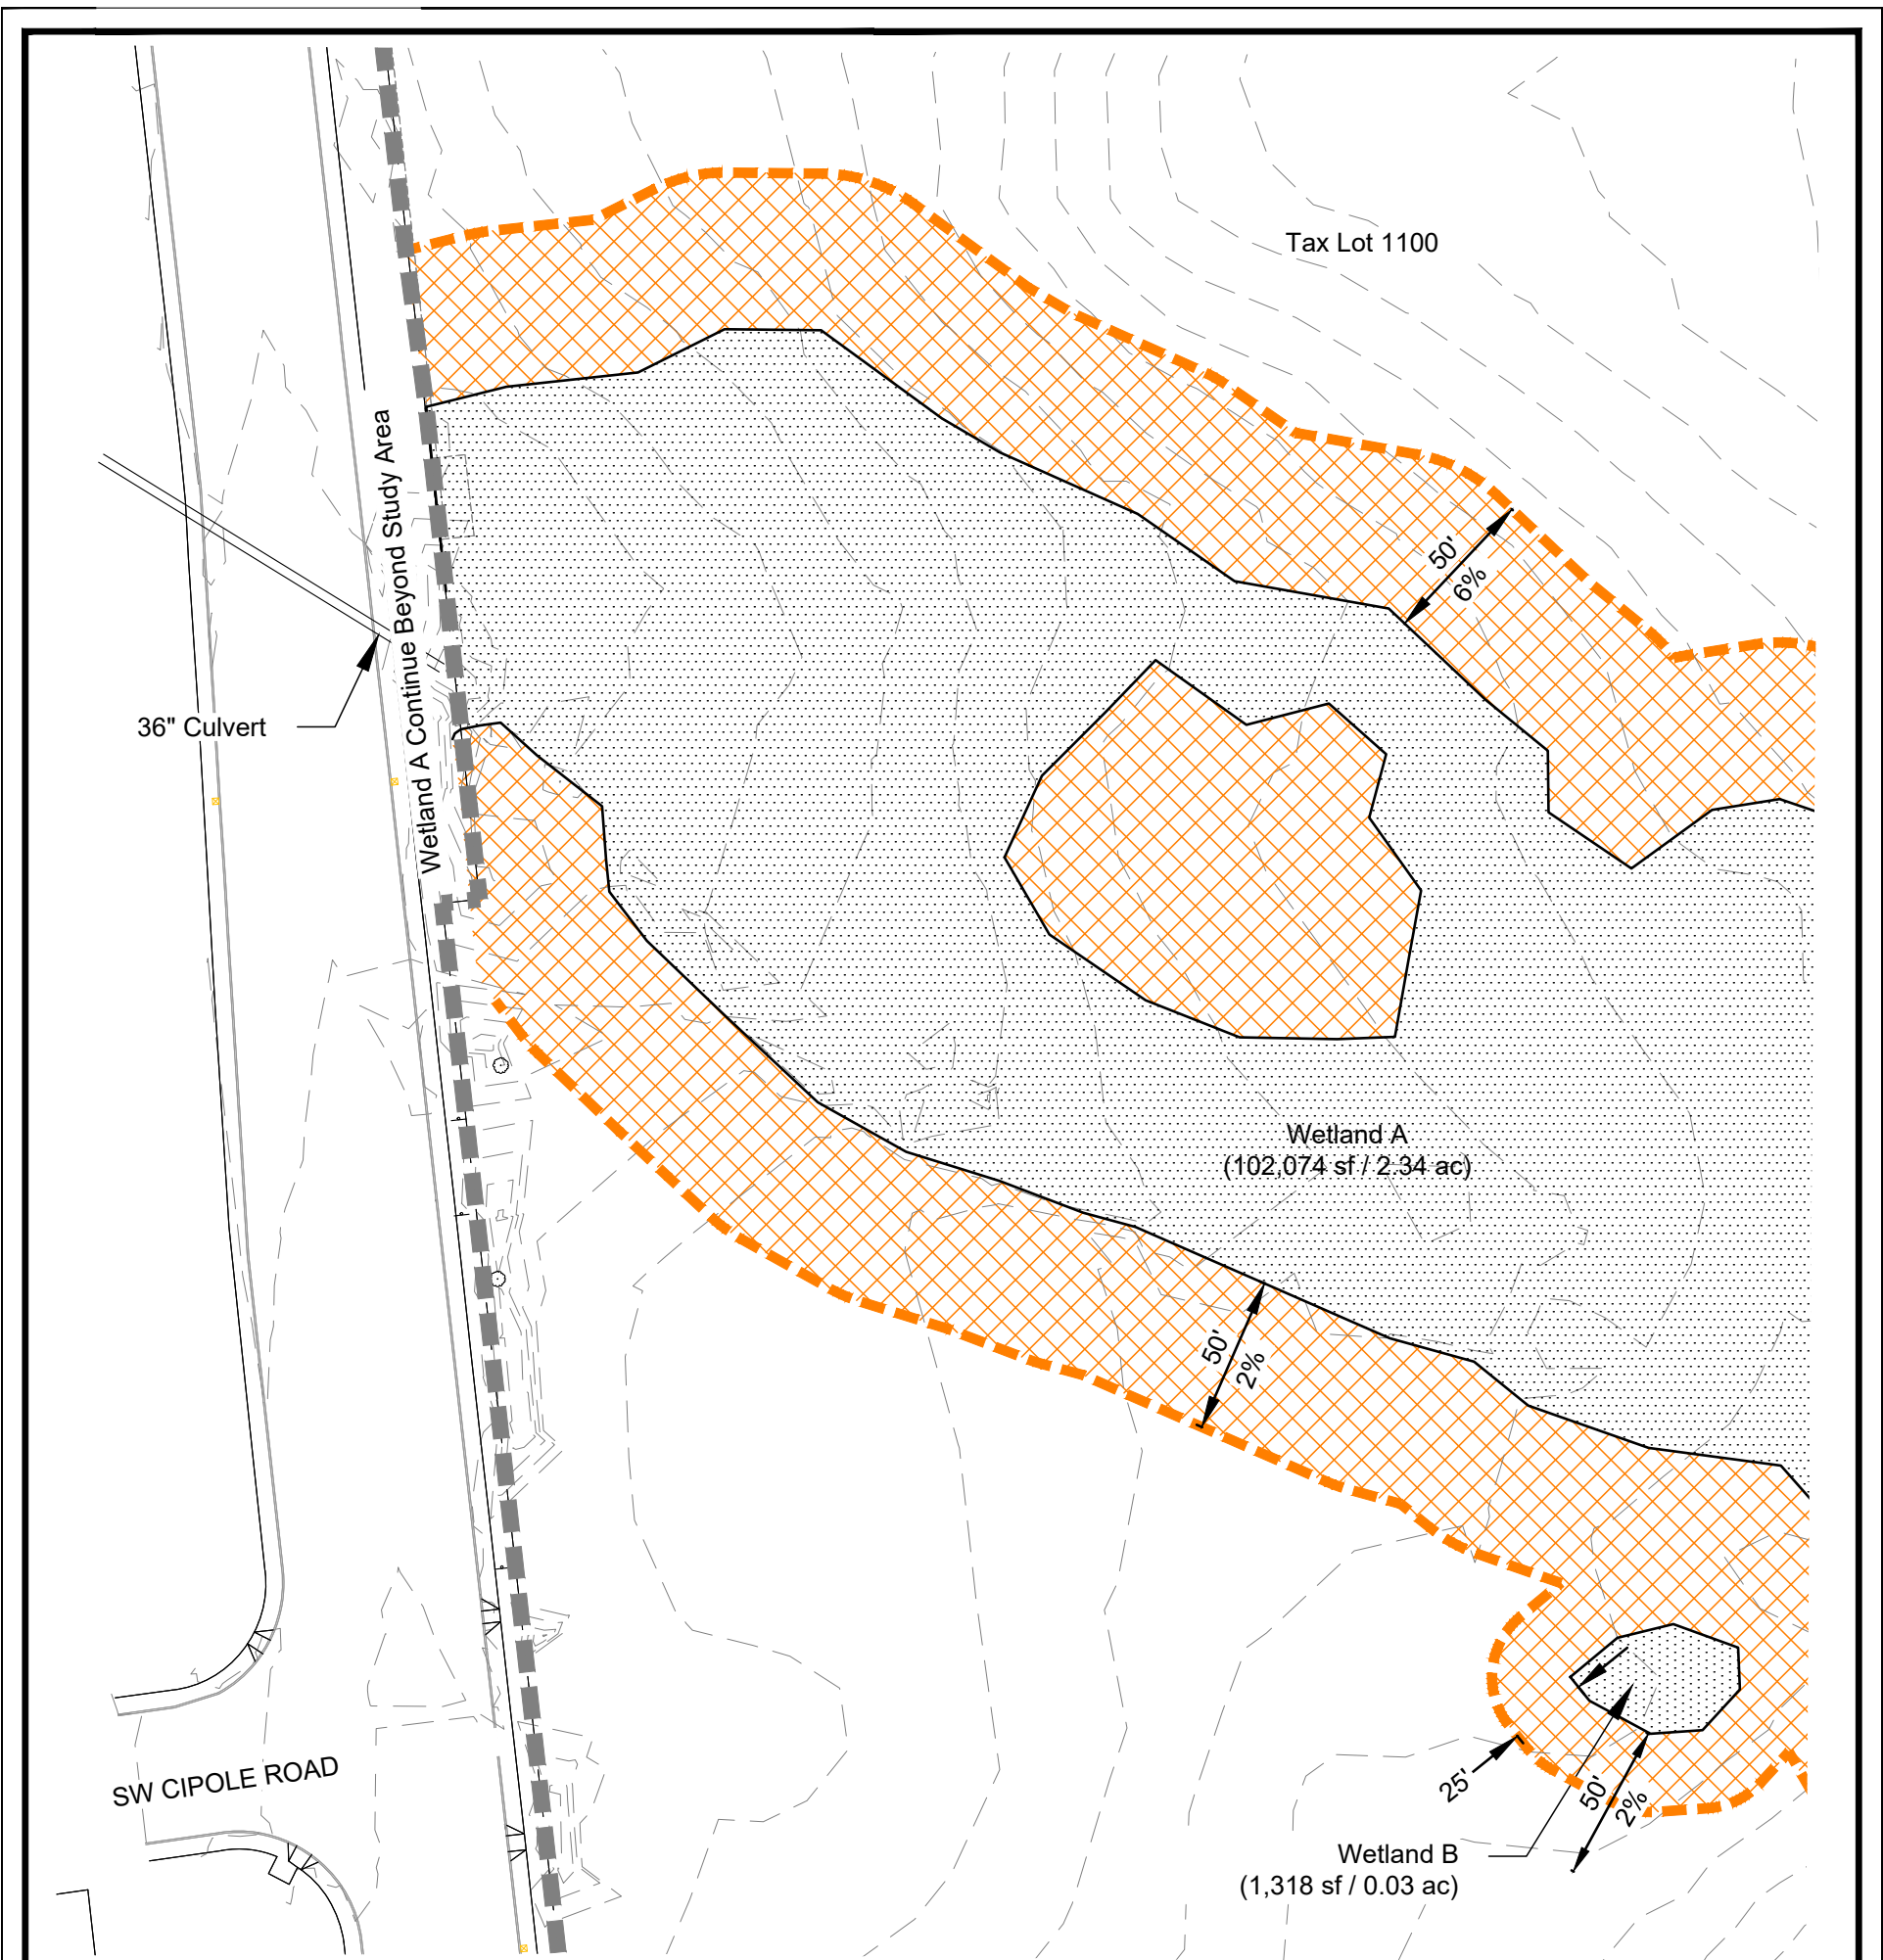 Tax Lot 1100
Wetland A Continue Beyond Study Area
50'
6%
36" Culvert
Wetland A
(102,074 sf / 2.34 ac)
50'
2%
SW CIPOLE ROAD
25'
50'
2%
Wetland B
(1,318 sf / 0.03 ac)